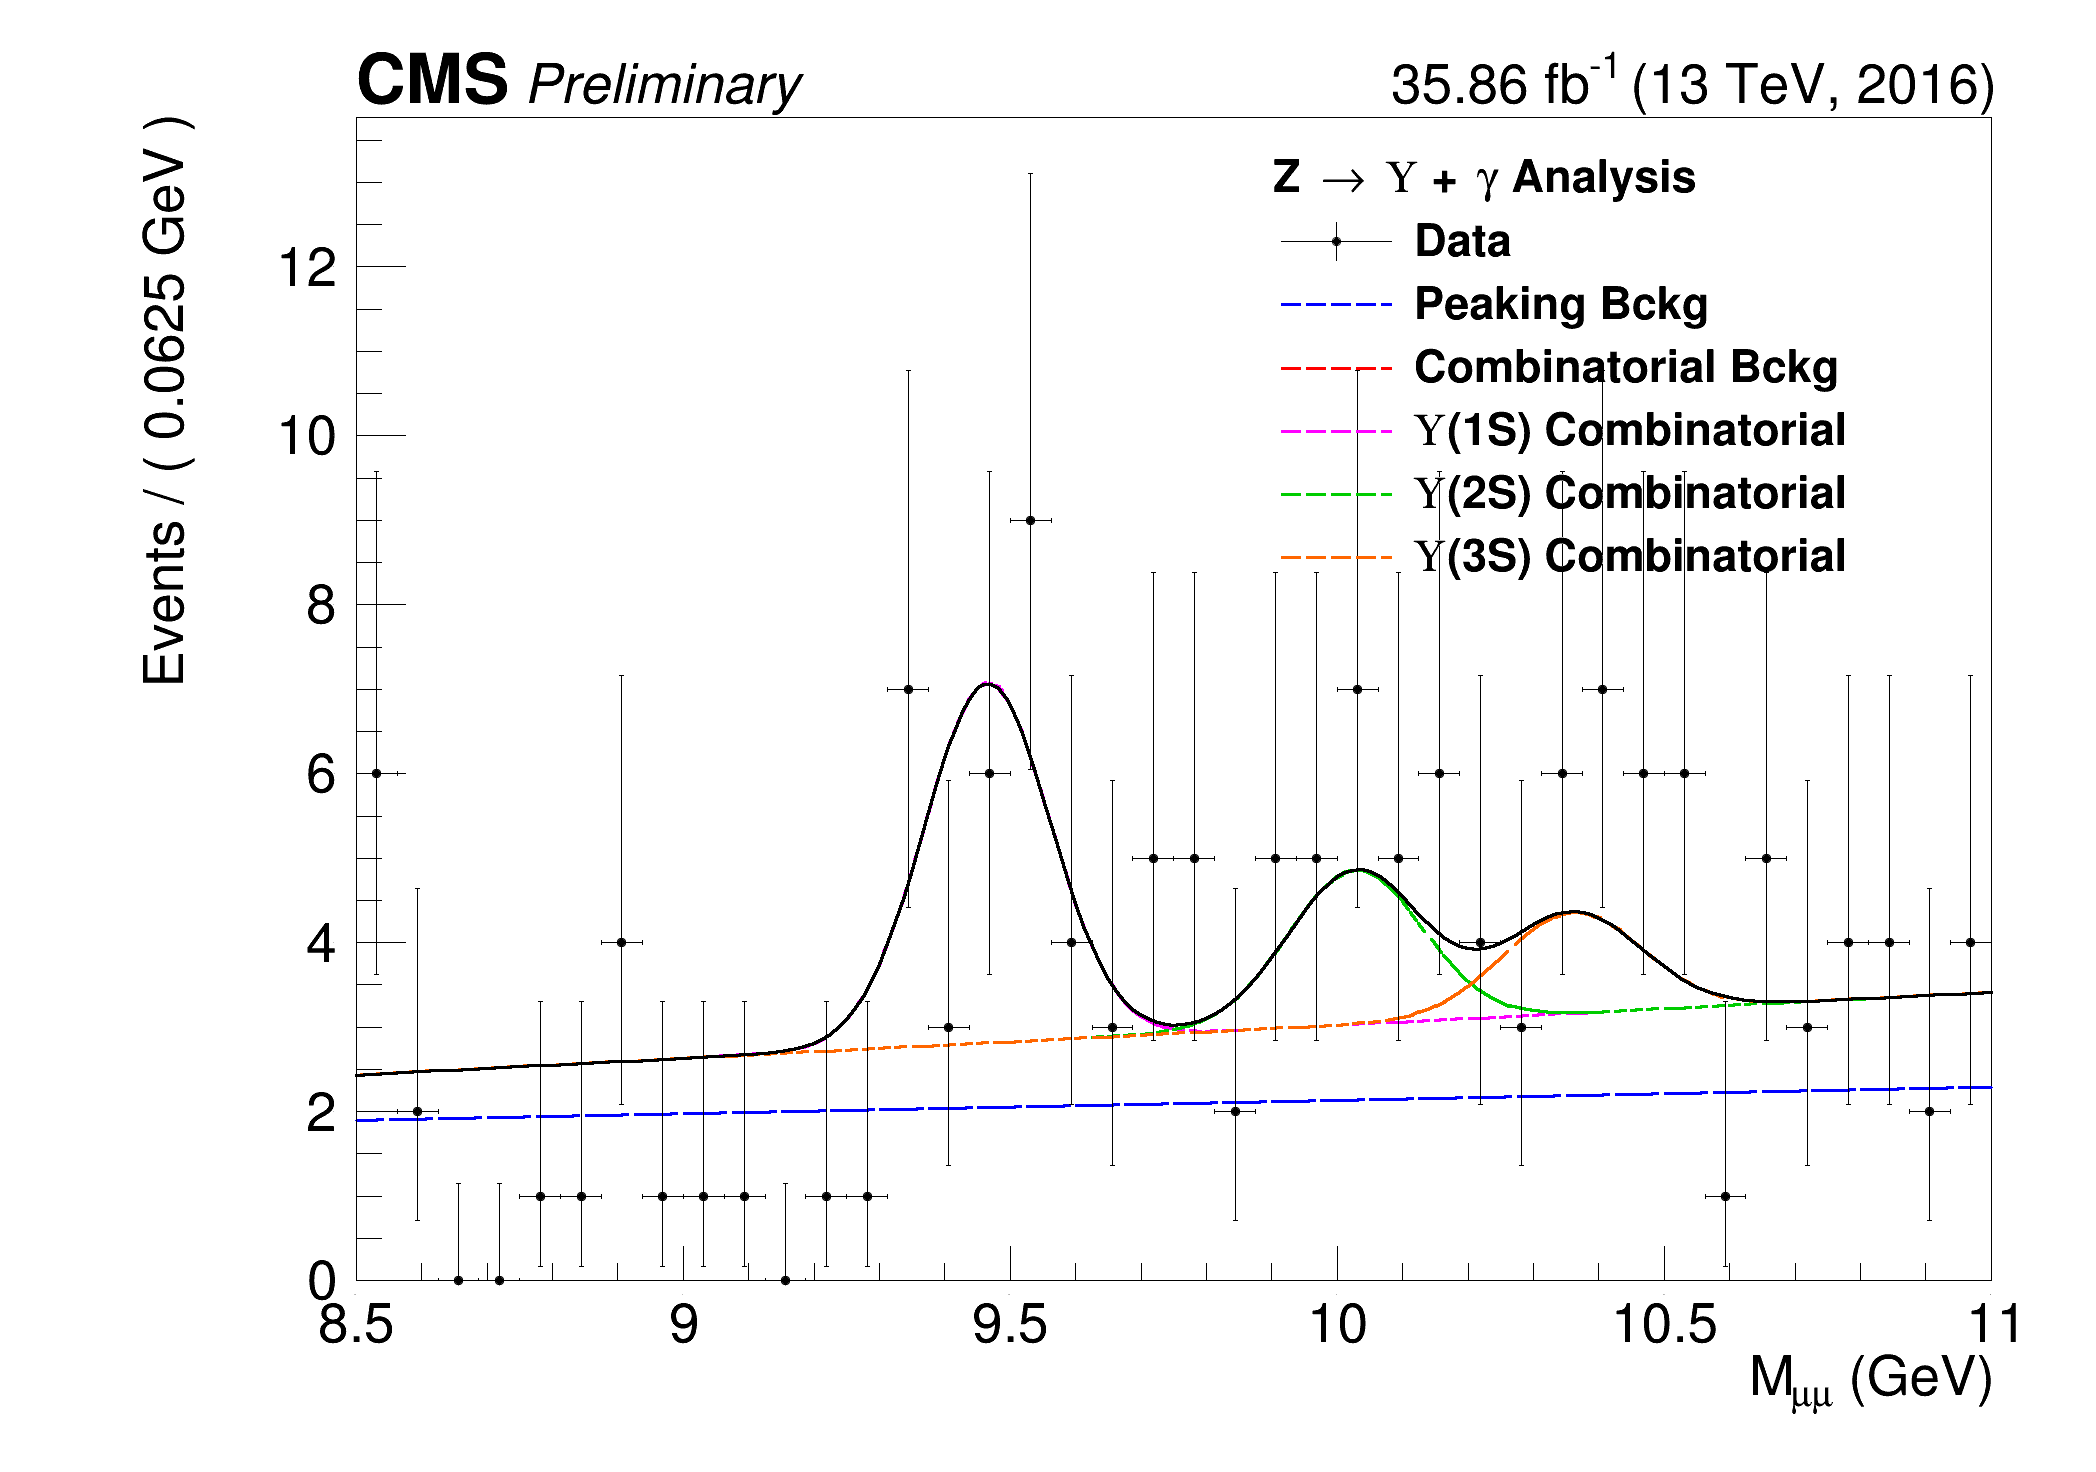 CMS Preliminary
35.86 fb⁻¹ (13 TeV, 2016)
Events / ( 0.0625 GeV )
12
10
8
6
4
2
0
Z → ϒ + γ Analysis
Data
Peaking Bckg
Combinatorial Bckg
ϒ(1S) Combinatorial
ϒ(2S) Combinatorial
ϒ(3S) Combinatorial
8.5 9 9.5 10 10.5 11
Mμμ (GeV)